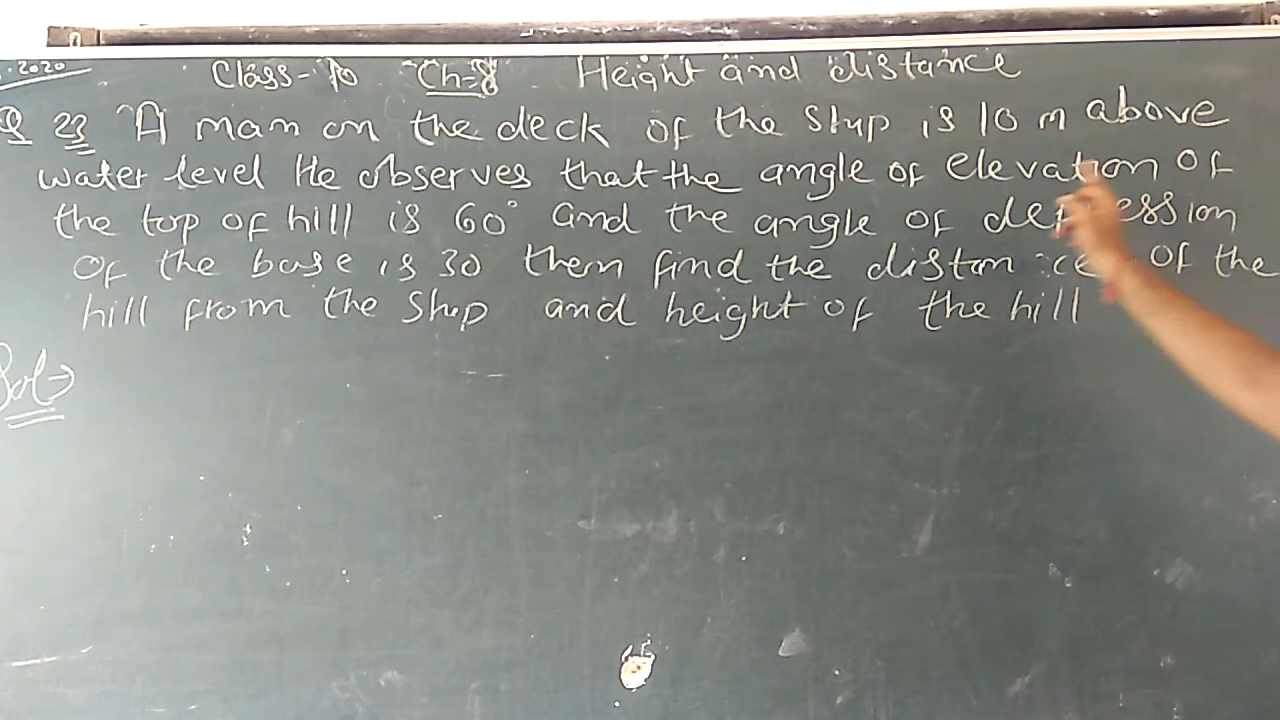 .2020
Class-10 Ch-8 Height and distance
Q 23 A man on the deck of the Ship is 10 m above
water level He observes that the angle of elevation of
the top of hill is 60° and the angle of depression
of the base is 30 then find the distance of the
hill from the Ship and height of the hill
Sol→